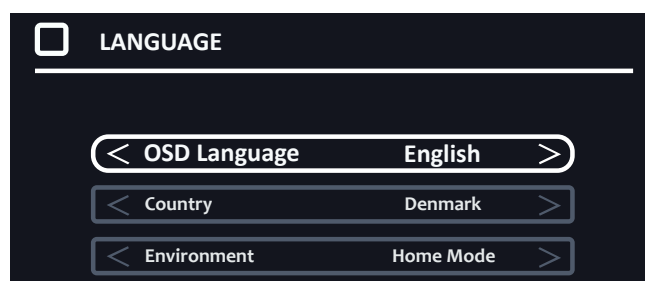 LANGUAGE
< OSD Language English >
< Country Denmark >
< Environment Home Mode >